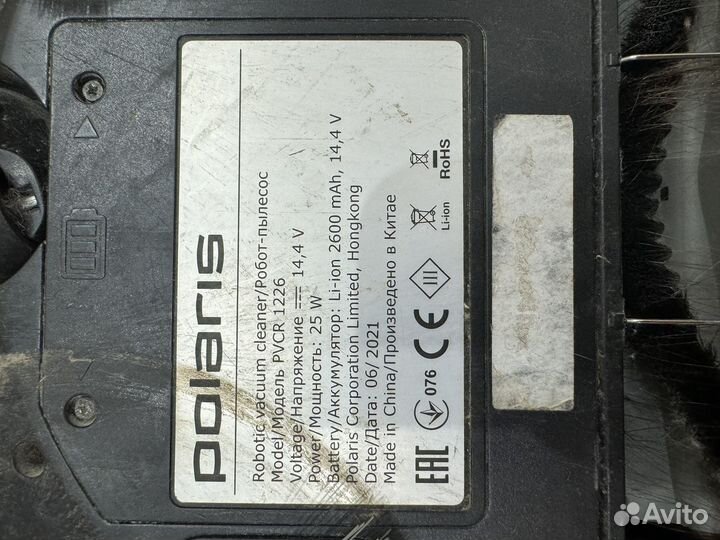 polaris
Robotic vacuum cleaner/Робот-пылесос
Model/Модель PVCR 1226
Voltage/Напряжение 14,4 V
Power/Мощность: 25 W
Battery/Аккумулятор: Li-ion 2600 mAh, 14,4 V
Polaris Corporation Limited, Hongkong
Date/Дата: 06/ 2021
Made in China/Произведено в Китае
EAC
076
CE
III
Li-ion
RoHS
Avito